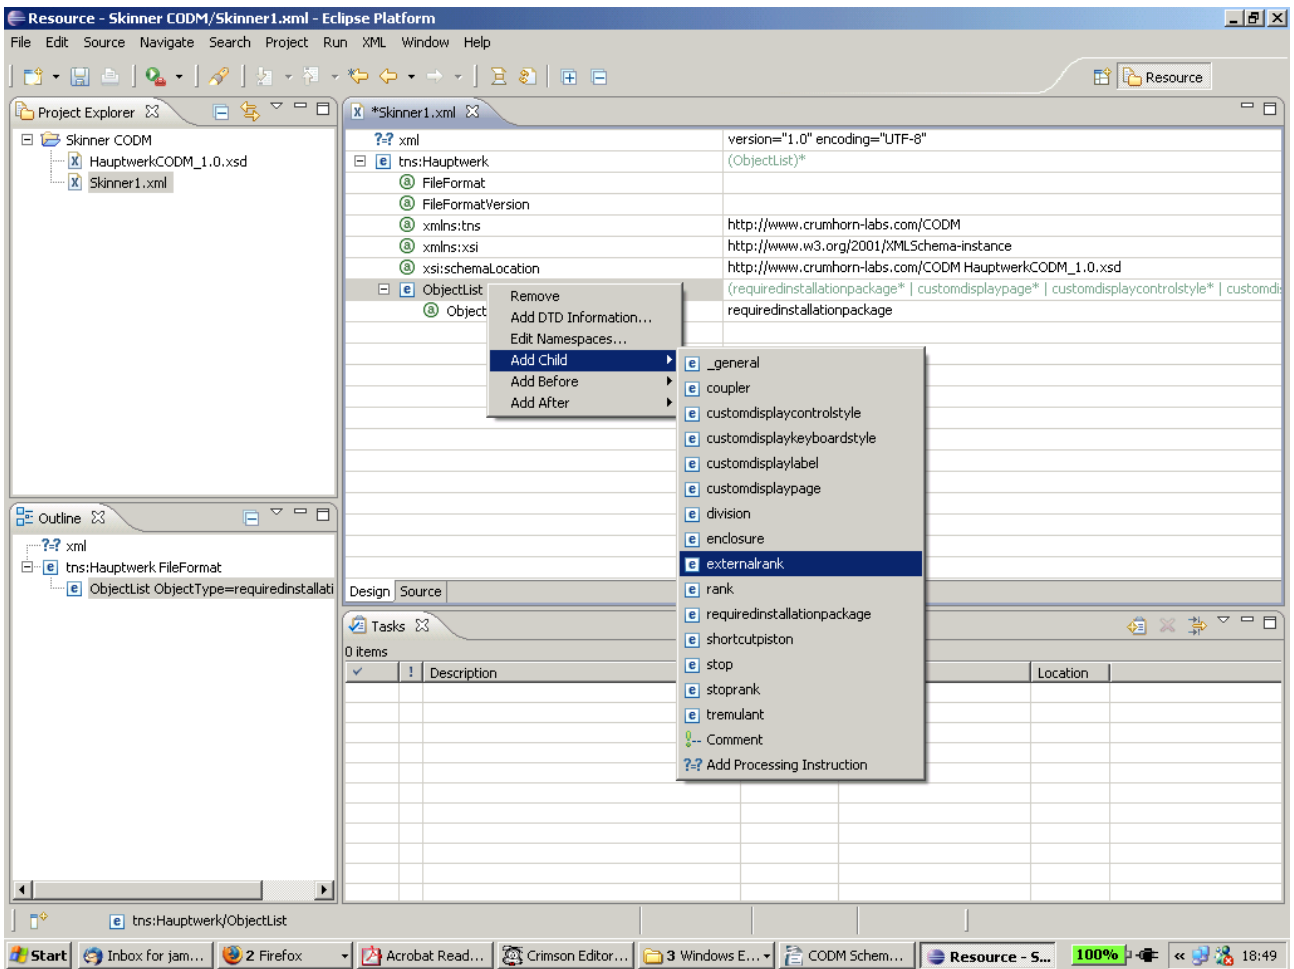 Resource - Skinner CODM/Skinner1.xml - Eclipse Platform
File Edit Source Navigate Search Project Run XML Window Help
Resource
Project Explorer
Skinner CODM
HauptwerkCODM_1.0.xsd
Skinner1.xml
*Skinner1.xml
?=? xml version="1.0" encoding="UTF-8"
tns:Hauptwerk (ObjectList)*
FileFormat
FileFormatVersion
xmlns:tns http://www.crumhorn-labs.com/CODM
xmlns:xsi http://www.w3.org/2001/XMLSchema-instance
xsi:schemaLocation http://www.crumhorn-labs.com/CODM HauptwerkCODM_1.0.xsd
ObjectList (requiredinstallationpackage* | customdisplaypage* | customdisplaycontrolstyle* | customdi
Object requiredinstallationpackage
Remove
Add DTD Information...
Edit Namespaces...
Add Child
Add Before
Add After
_general
coupler
customdisplaycontrolstyle
customdisplaykeyboardstyle
customdisplaylabel
customdisplaypage
division
enclosure
externalrank
rank
requiredinstallationpackage
shortcutpiston
stop
stoprank
tremulant
!-- Comment
?=? Add Processing Instruction
Design Source
Outline
?=? xml
tns:Hauptwerk FileFormat
ObjectList ObjectType=requiredinstallati
Tasks
0 items
! Description Location
tns:Hauptwerk/ObjectList
Start Inbox for jam... 2 Firefox Acrobat Read... Crimson Editor... 3 Windows E... CODM Schem... Resource - S... 100% « 18:49